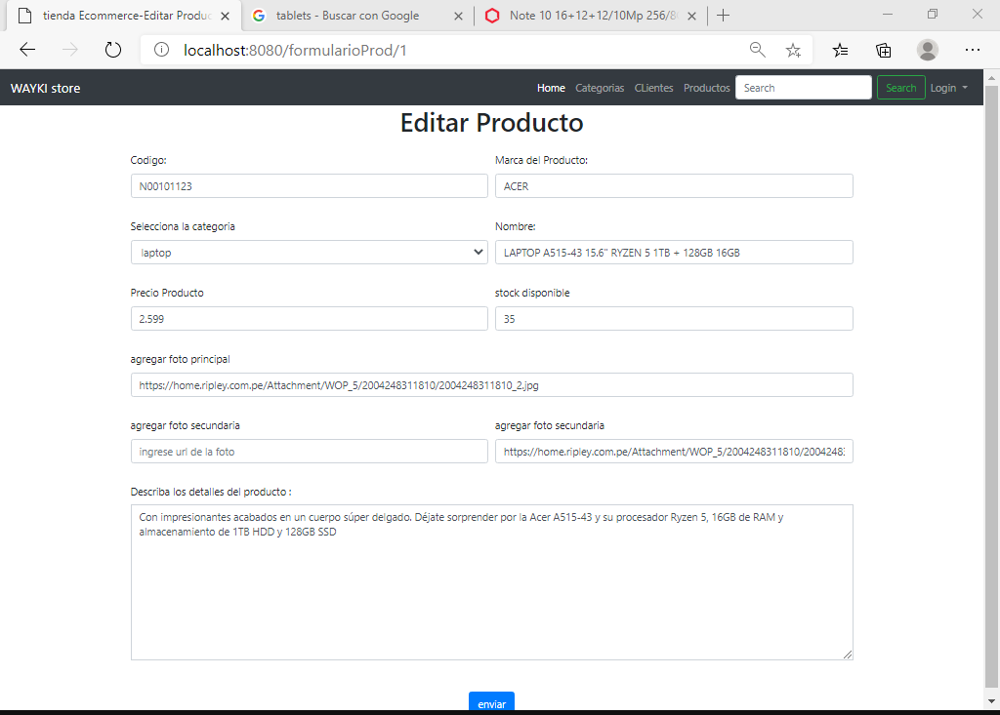 tienda Ecommerce-Editar Produc
tablets - Buscar con Google
Note 10 16+12+12/10Mp 256/8
localhost:8080/formularioProd/1
WAYKI store
Home
Categorias
CLientes
Productos
Search
Search
Login
Editar Producto
Codigo:
Marca del Producto:
N00101123
ACER
Selecciona la categoria
Nombre:
laptop
LAPTOP A515-43 15.6" RYZEN 5 1TB + 128GB 16GB
Precio Producto
stock disponible
2.599
35
agregar foto principal
https://home.ripley.com.pe/Attachment/WOP_5/2004248311810/2004248311810_2.jpg
agregar foto secundaria
agregar foto secundaria
ingrese url de la foto
https://home.ripley.com.pe/Attachment/WOP_5/2004248311810/20042483
Describa los detalles del producto :
Con impresionantes acabados en un cuerpo súper delgado. Déjate sorprender por la Acer A515-43 y su procesador Ryzen 5, 16GB de RAM y
almacenamiento de 1TB HDD y 128GB SSD
enviar